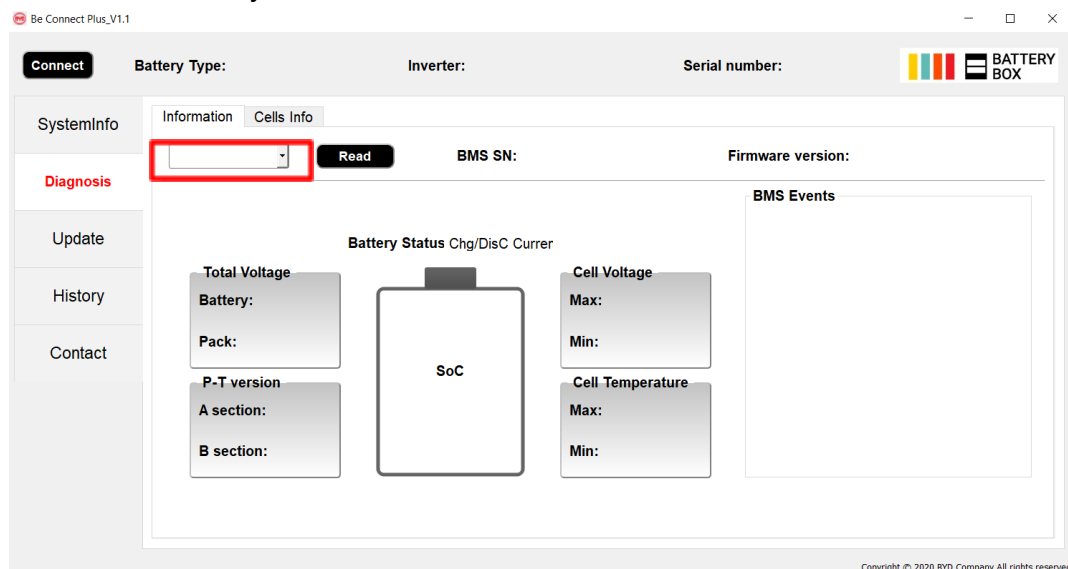 Be Connect Plus_V1.1
Connect Battery Type: Inverter: Serial number: BATTERY BOX
SystemInfo
Diagnosis
Update
History
Contact
Information Cells Info
Read BMS SN: Firmware version:
BMS Events
Battery Status Chg/DisC Curren
Total Voltage
Battery:
Pack:
P-T version
A section:
B section:
SoC
Cell Voltage
Max:
Min:
Cell Temperature
Max:
Min:
Copyright © 2020 BYD Company All rights reserve